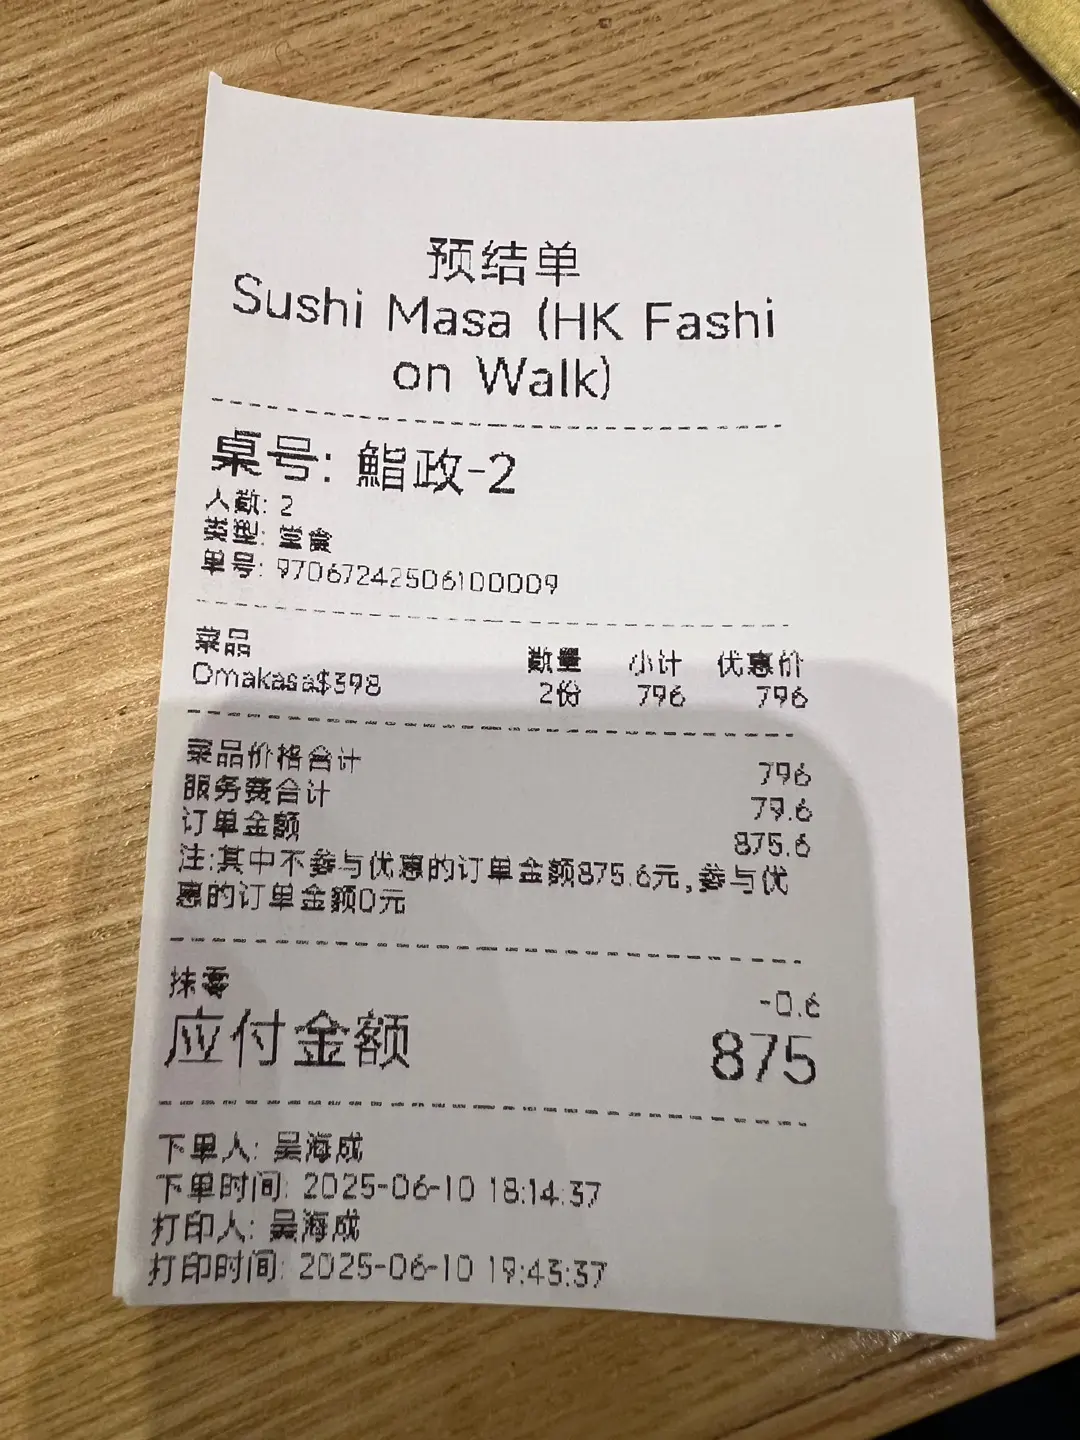 预结单
Sushi Masa (HK Fashi
on Walk)
桌号: 鮨政-2
人数: 2
类型: 堂食
单号: 97067242506100009
菜品 数量 小计 优惠价
Omakasa$398 2份 796 796
菜品价格合计 796
服务费合计 79.6
订单金额 875.6
注:其中不参与优惠的订单金额875.6元,参与优
惠的订单金额0元
抹零 -0.6
应付金额 875
下单人: 吴海成
下单时间: 2025-06-10 18:14:37
打印人: 吴海成
打印时间: 2025-06-10 19:43:37